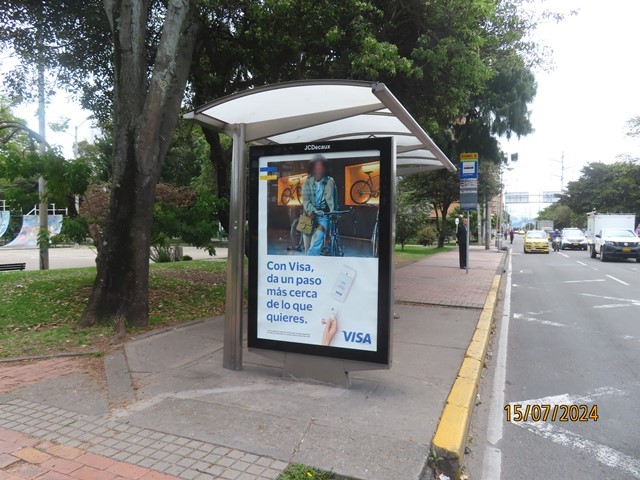 JCDecaux
Con Visa,
da un paso
más cerca
de lo que
quieres.
VISA
15/07/2024